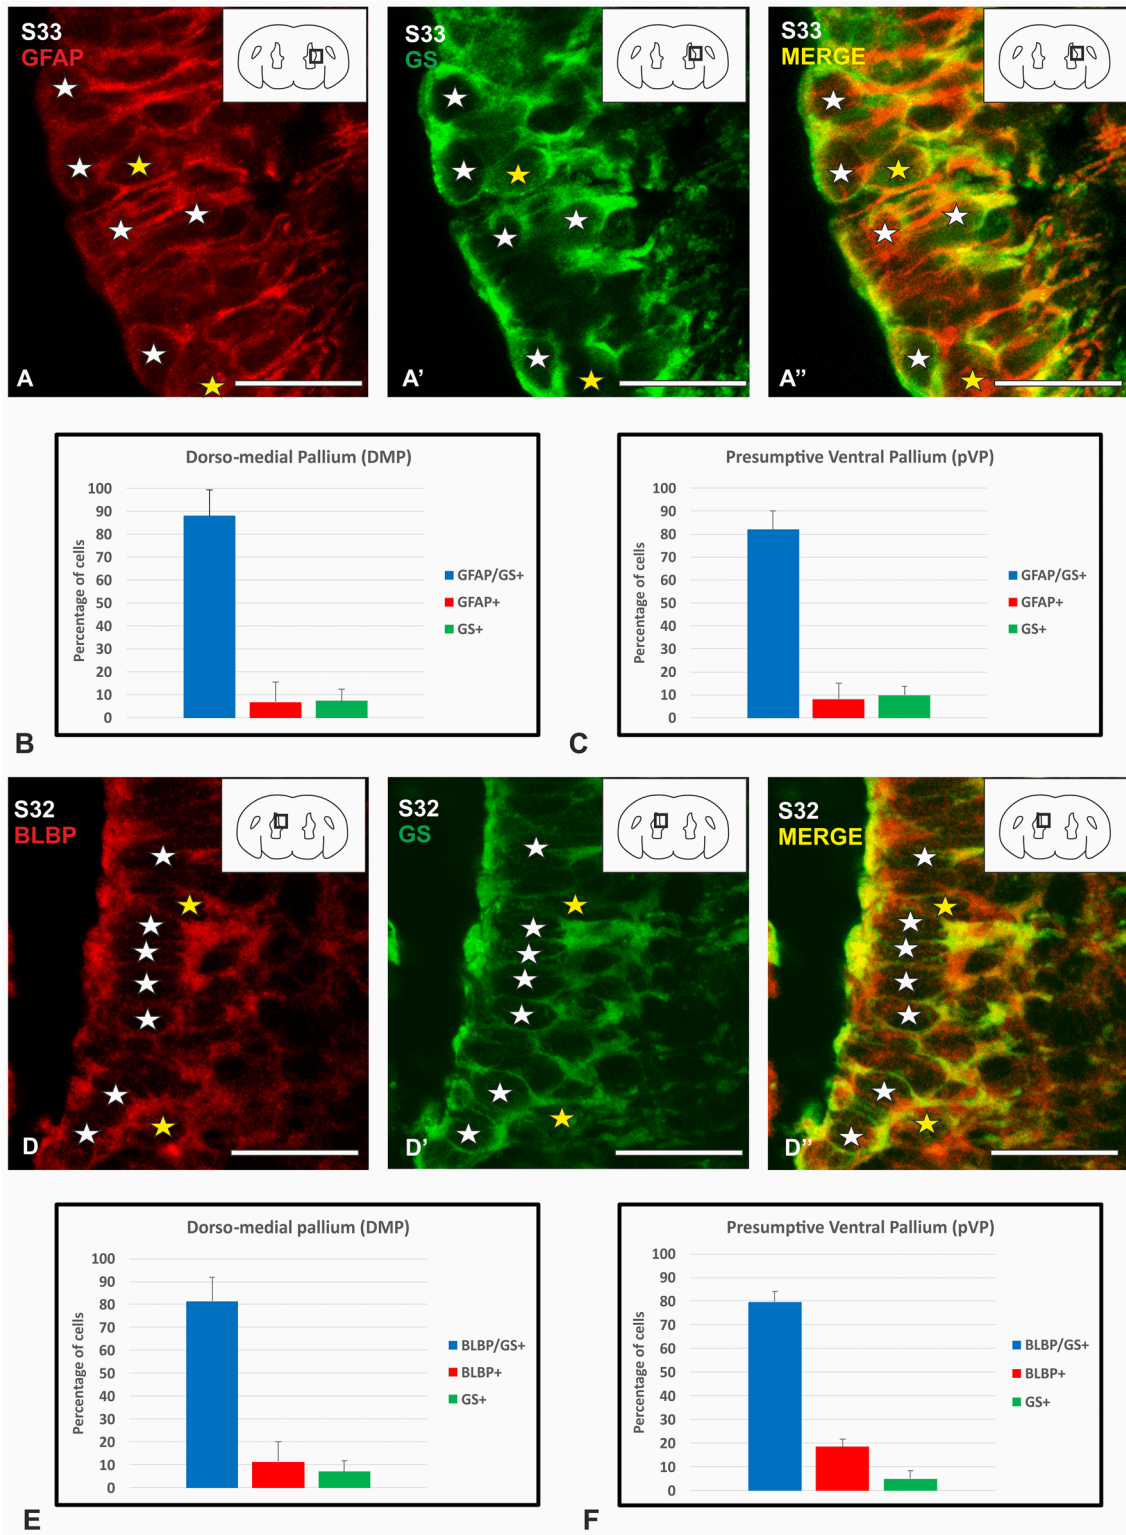 S33
GFAP
A
S33
GS
A'
S33
MERGE
A''
Dorso-medial Pallium (DMP)
Percentage of cells
100
90
80
70
60
50
40
30
20
10
0
GFAP/GS+
GFAP+
GS+
B
Presumptive Ventral Pallium (pVP)
Percentage of cells
100
90
80
70
60
50
40
30
20
10
0
GFAP/GS+
GFAP+
GS+
C
S32
BLBP
D
S32
GS
D'
S32
MERGE
D''
Dorso-medial pallium (DMP)
Percentage of cells
100
90
80
70
60
50
40
30
20
10
0
BLBP/GS+
BLBP+
GS+
E
Presumptive Ventral Pallium (pVP)
Percentage of cells
100
90
80
70
60
50
40
30
20
10
0
BLBP/GS+
BLBP+
GS+
F